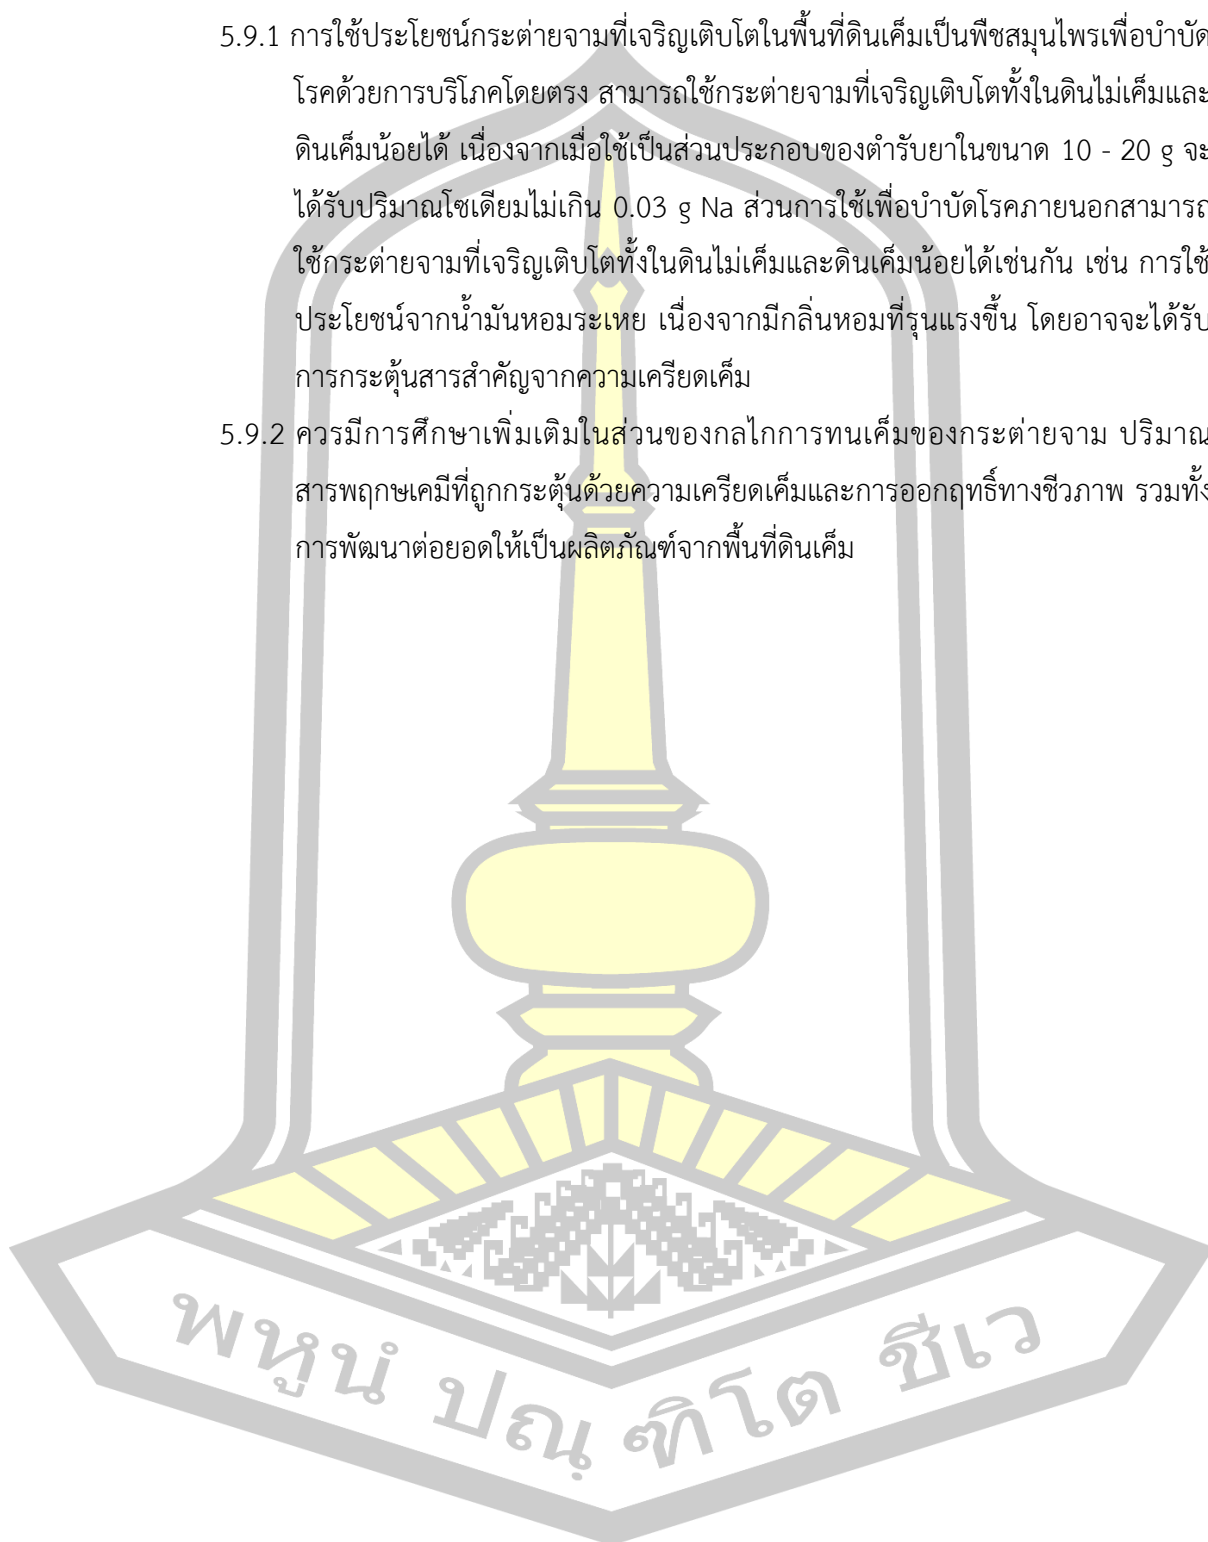 5.9.1 การใช้ประโยชน์กระต่ายจามที่เจริญเติบโตในพื้นที่ดินเค็มเป็นพืชสมุนไพรเพื่อบำบัด
โรคด้วยการบริโภคโดยตรง สามารถใช้กระต่ายจามที่เจริญเติบโตทั้งในดินไม่เค็มและ
ดินเค็มน้อยได้ เนื่องจากเมื่อใช้เป็นส่วนประกอบของตำรับยาในขนาด 10 - 20 g จะ
ได้รับปริมาณโซเดียมไม่เกิน 0.03 g Na ส่วนการใช้เพื่อบำบัดโรคภายนอกสามารถ
ใช้กระต่ายจามที่เจริญเติบโตทั้งในดินไม่เค็มและดินเค็มน้อยได้เช่นกัน เช่น การใช้
ประโยชน์จากน้ำมันหอมระเหย เนื่องจากมีกลิ่นหอมที่รุนแรงขึ้น โดยอาจจะได้รับ
การกระตุ้นสารสำคัญจากความเครียดเค็ม
5.9.2 ควรมีการศึกษาเพิ่มเติมในส่วนของกลไกการทนเค็มของกระต่ายจาม ปริมาณ
สารพฤกษเคมีที่ถูกกระตุ้นด้วยความเครียดเค็มและการออกฤทธิ์ทางชีวภาพ รวมทั้ง
การพัฒนาต่อยอดให้เป็นผลิตภัณฑ์จากพื้นที่ดินเค็ม
พหูนํ ปณฺ ฑิโต ชีเว